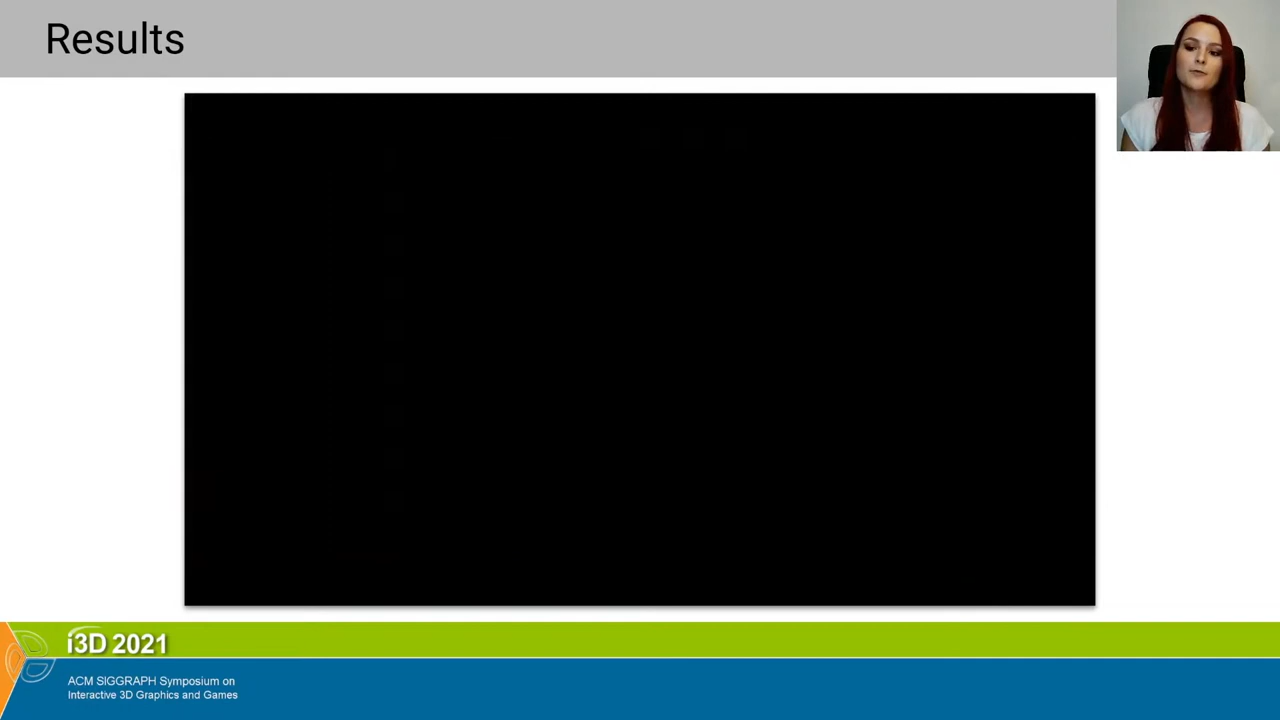 Results
i3D 2021
ACM SIGGRAPH Symposium on
Interactive 3D Graphics and Games